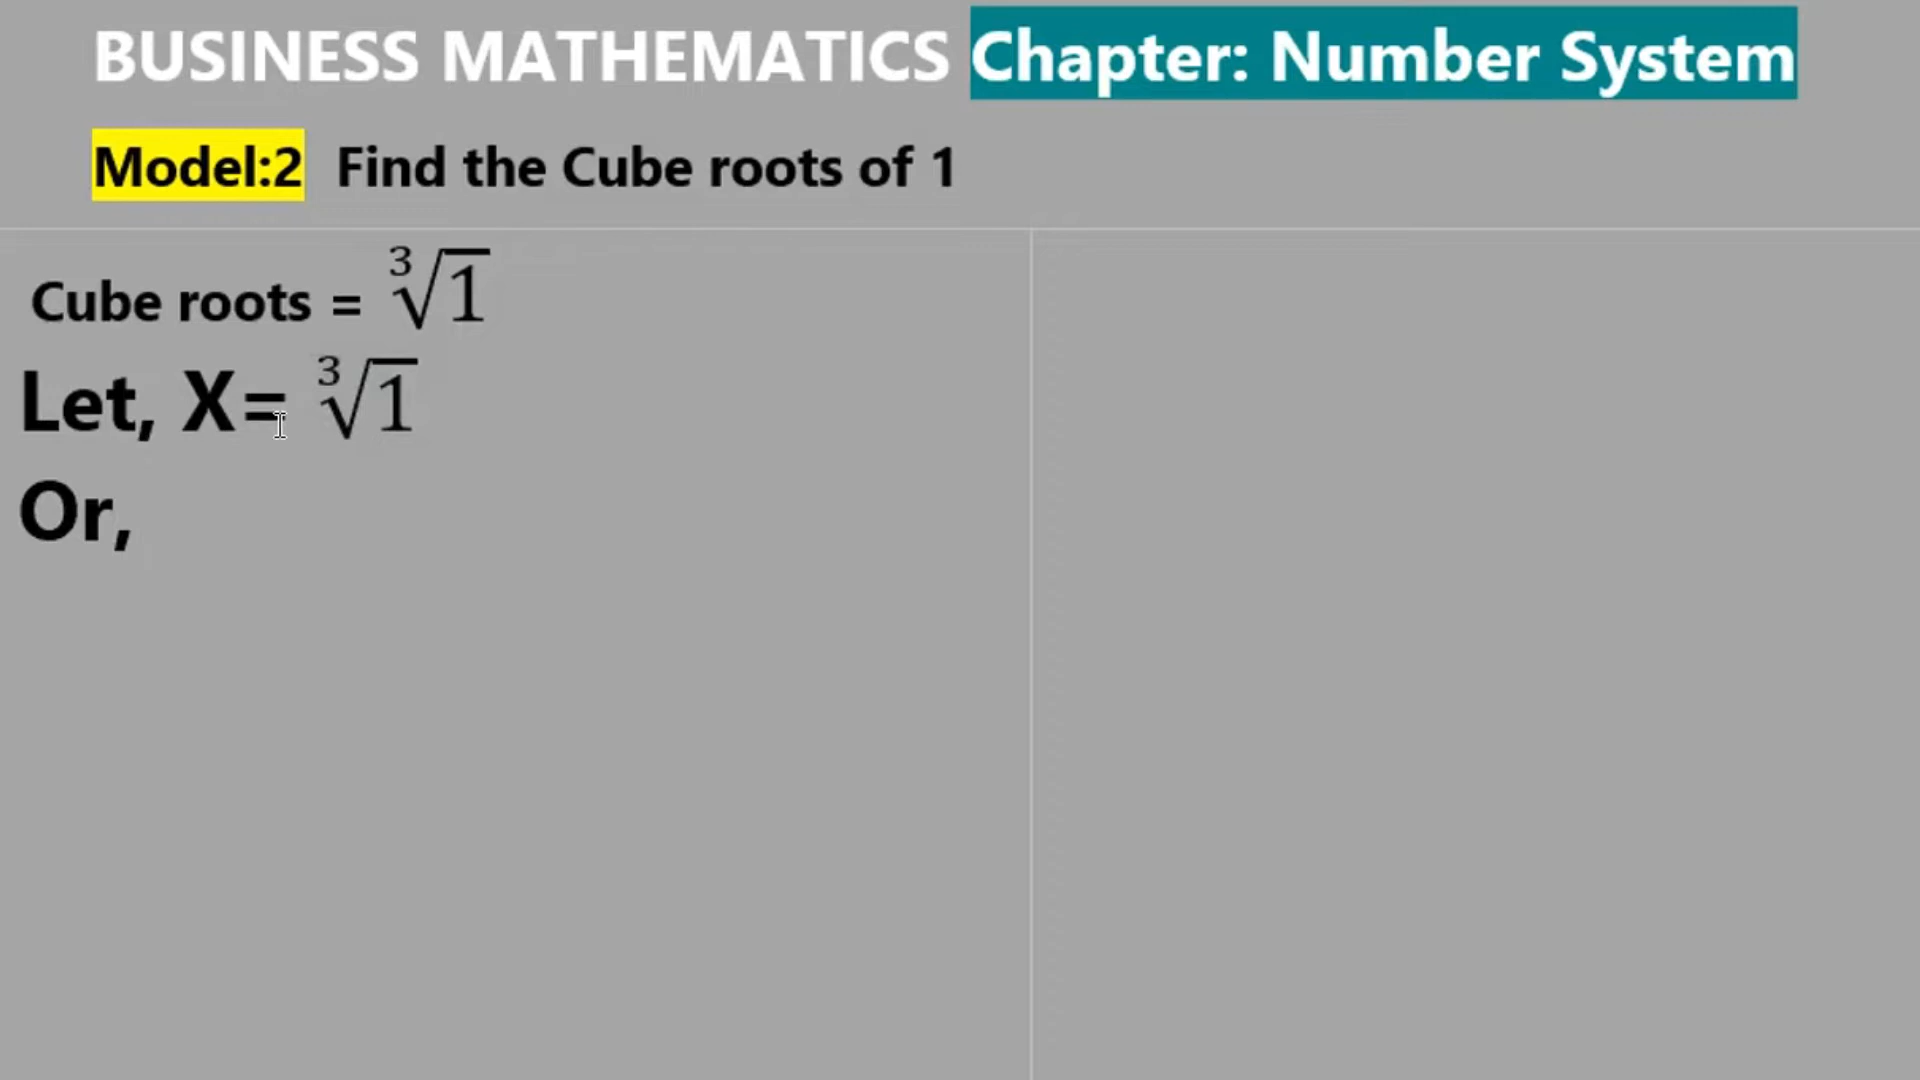 BUSINESS MATHEMATICS Chapter: Number System
Model:2 Find the Cube roots of 1
Cube roots = ∛1
Let, X= ∛1
Or,